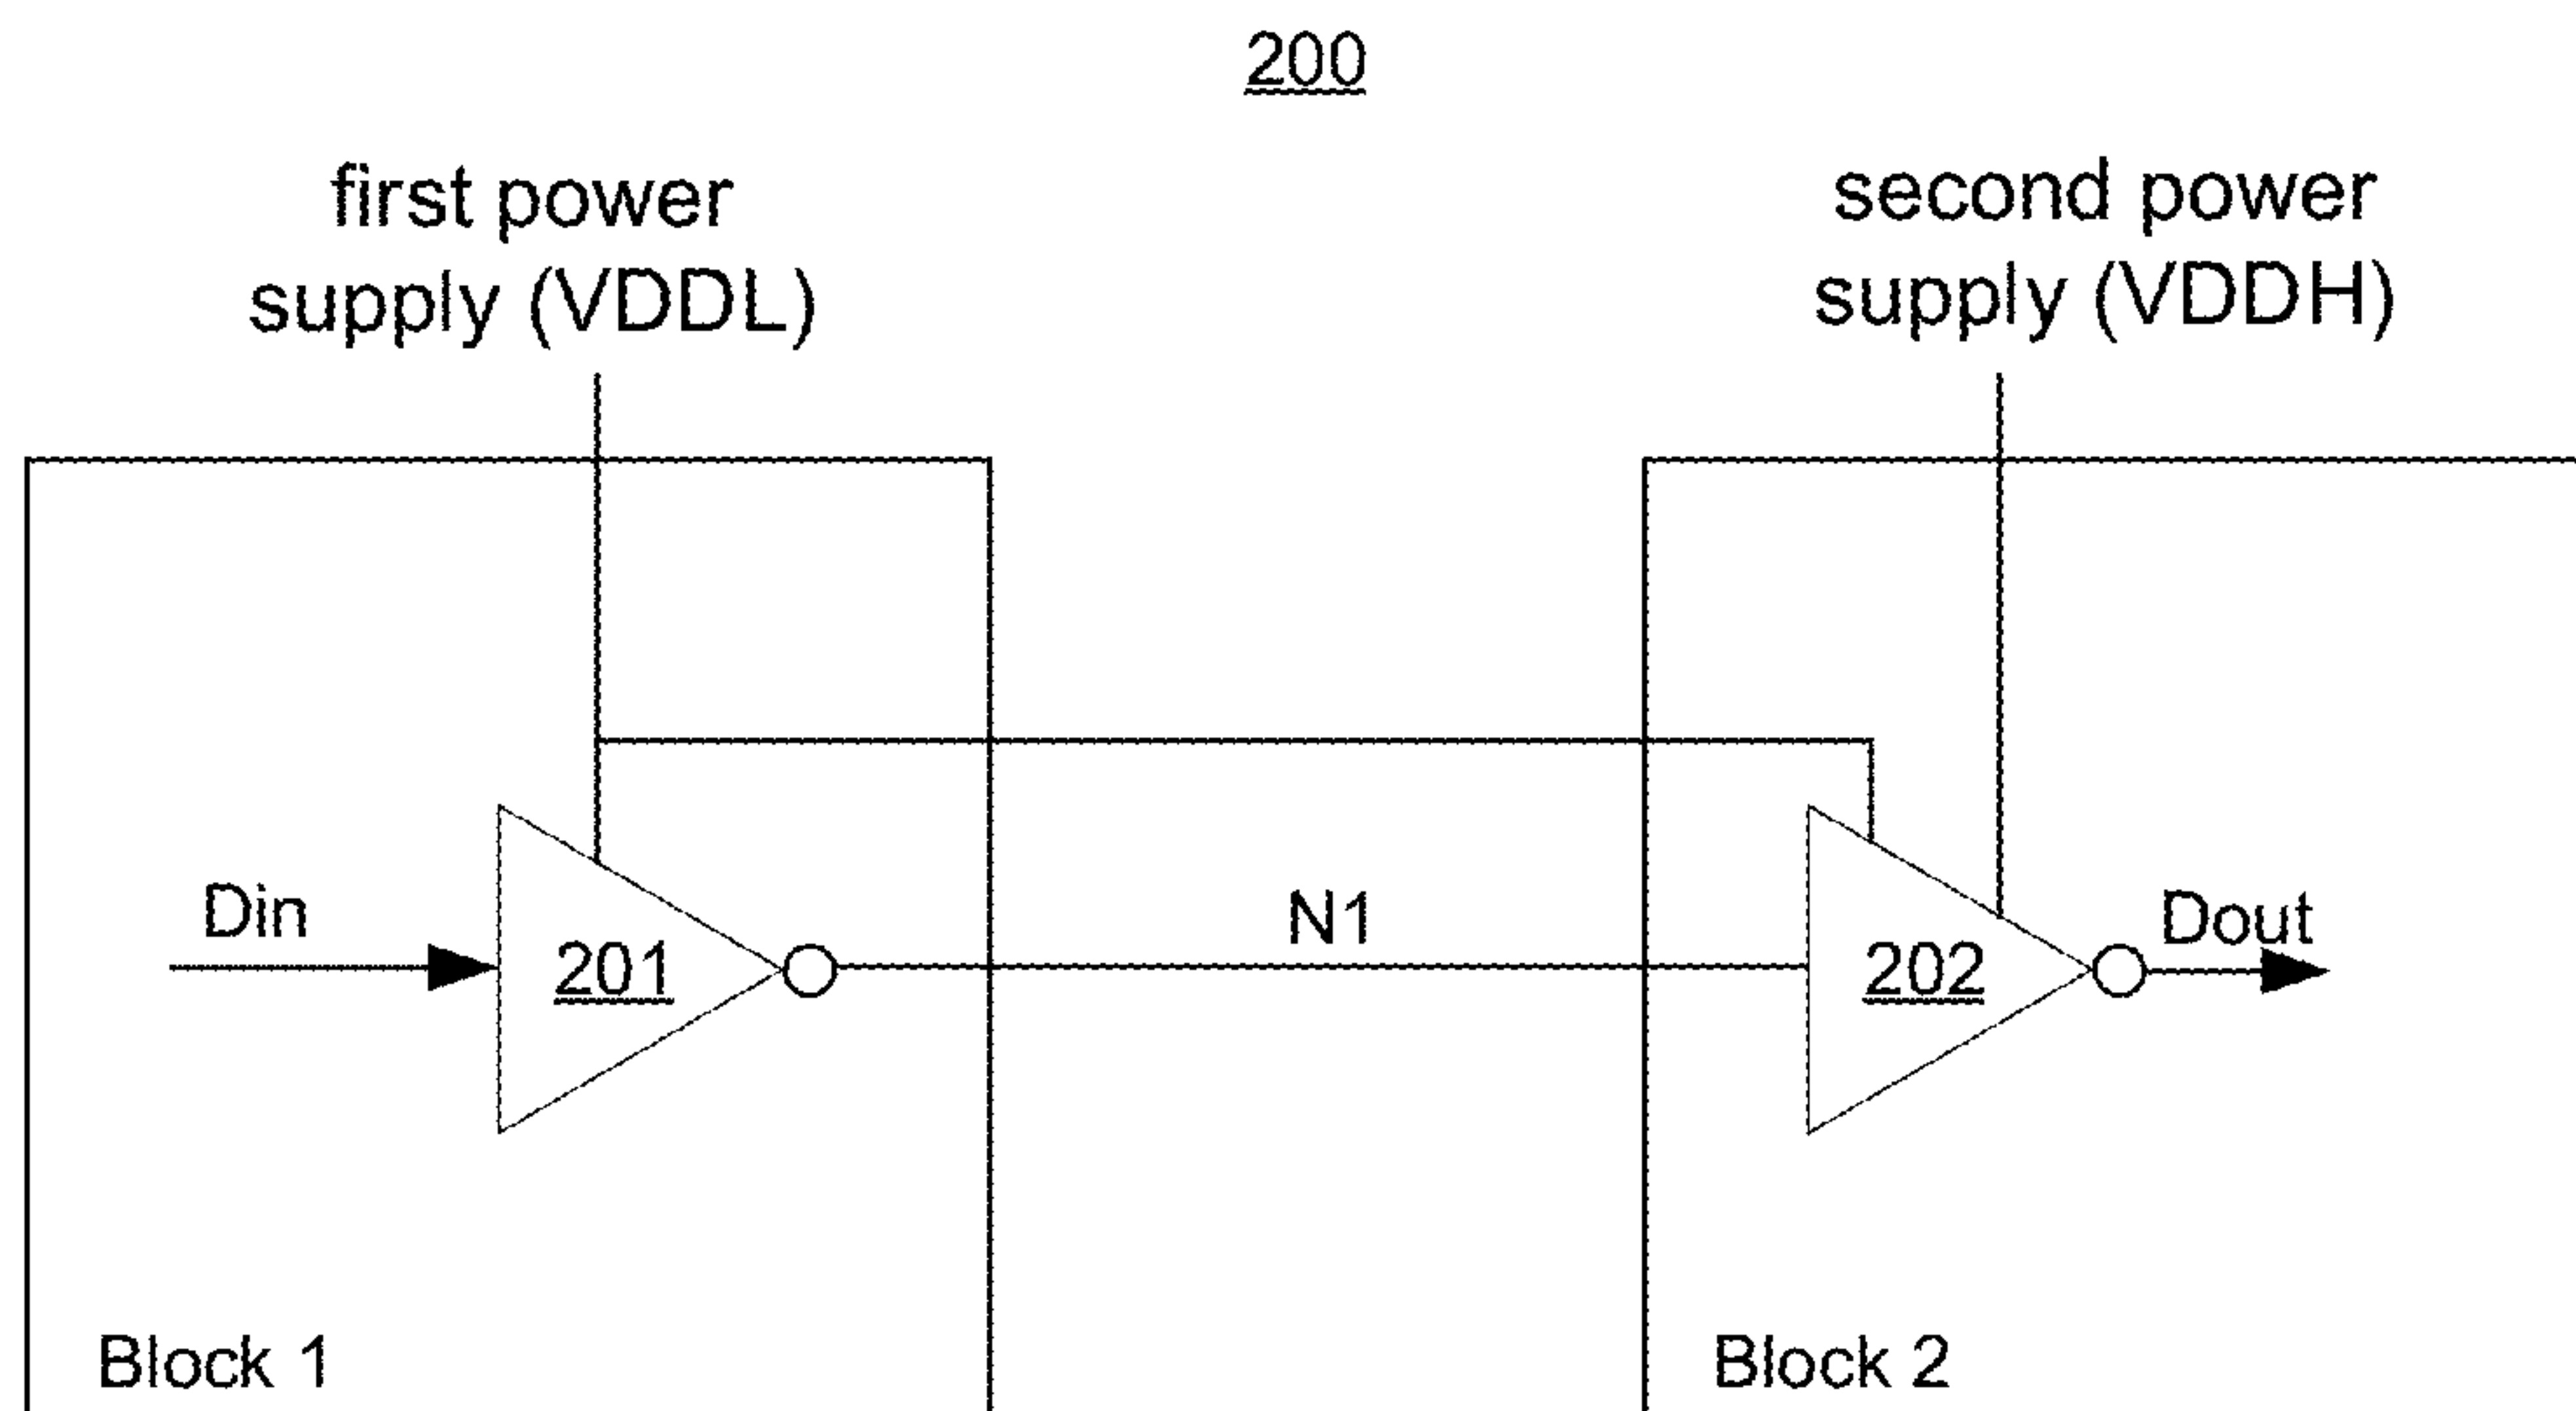 200
first power
supply (VDDL)
second power
supply (VDDH)
Din
201
N1
202
Dout
Block 1
Block 2